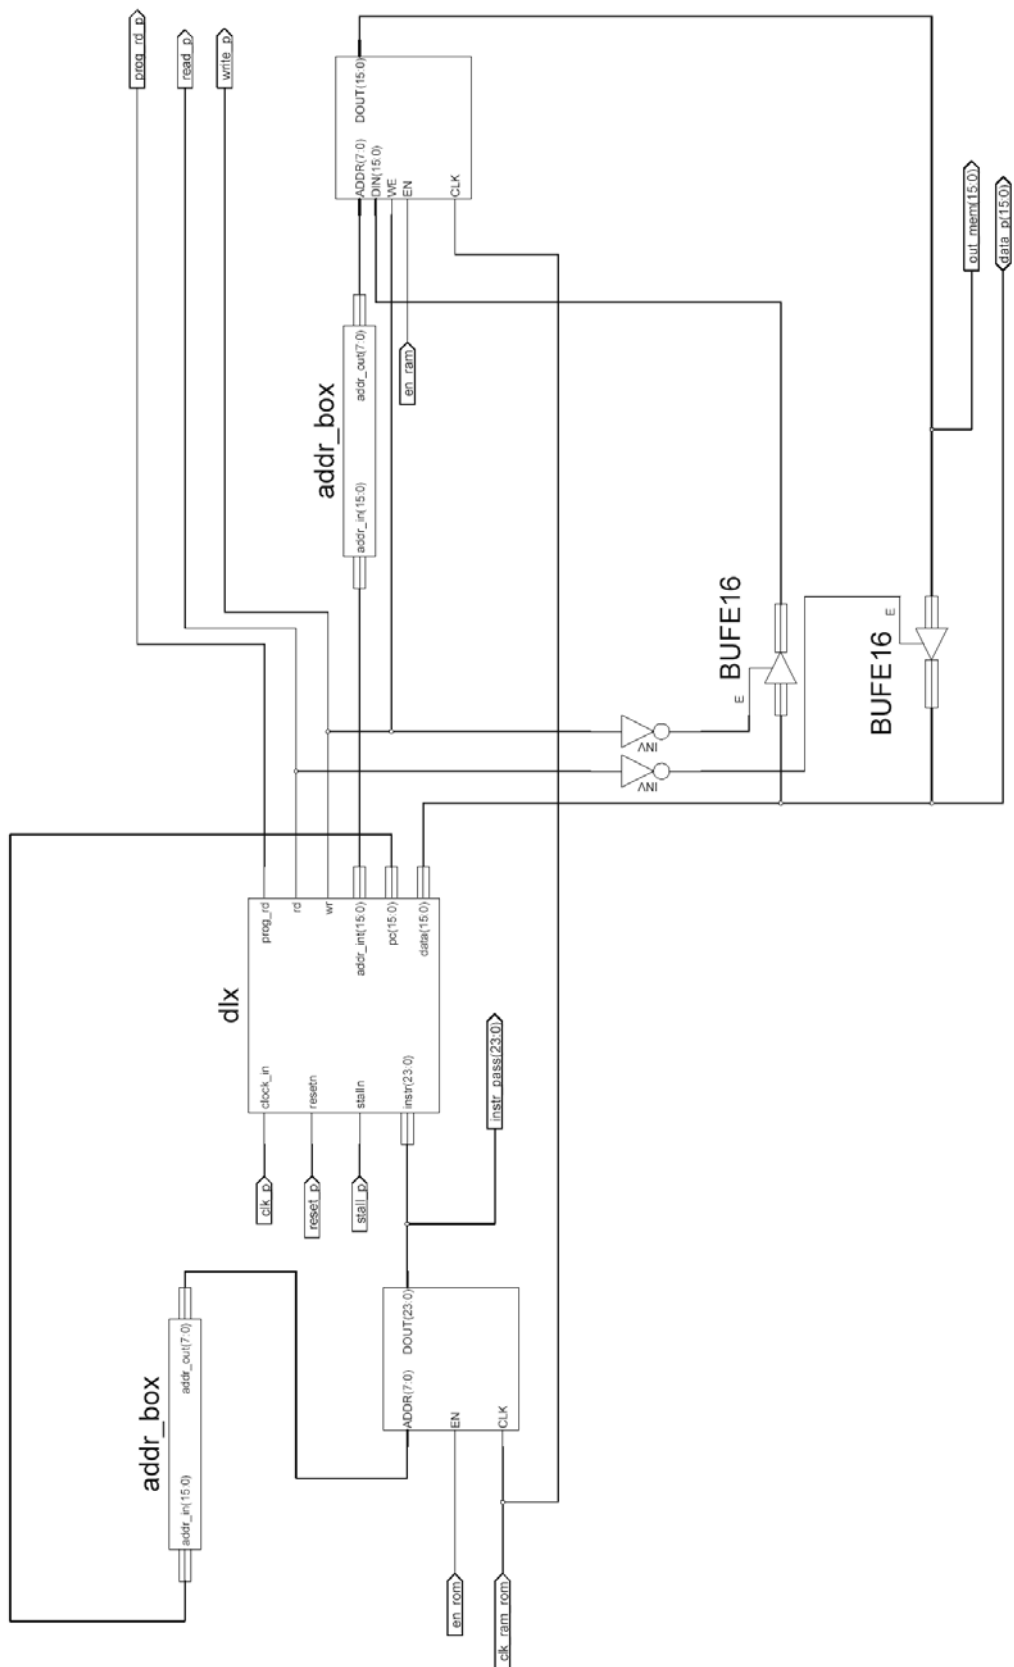 prog_rd_p
read_p
write_p
ADDR(7:0)
DOUT(15:0)
DIN(15:0)
WE
EN
CLK
out_mem(15:0)
data_p(15:0)
addr_box
addr_in(15:0)
addr_out(7:0)
en_ram
BUFE16
E
BUFE16
E
INV
INV
dlx
clock_in
resetn
stalln
instr(23:0)
prog_rd
rd
wr
addr_int(15:0)
pc(15:0)
data(15:0)
clk_p
reset_p
stall_p
instr_pass(23:0)
addr_box
addr_in(15:0)
addr_out(7:0)
ADDR(7:0)
DOUT(23:0)
EN
CLK
en_rom
clk_ram_rom